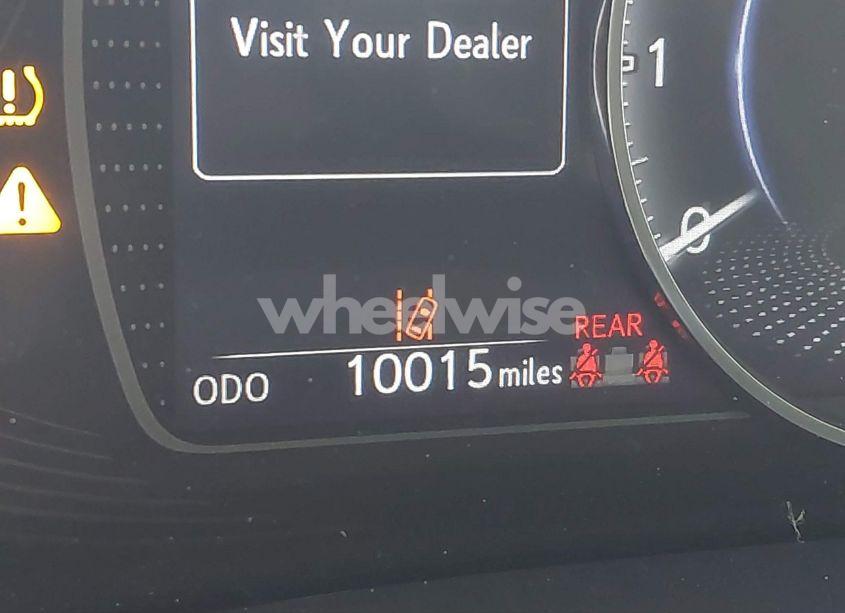 Visit Your Dealer
1
0
wheelwise
REAR
ODO 10015 miles